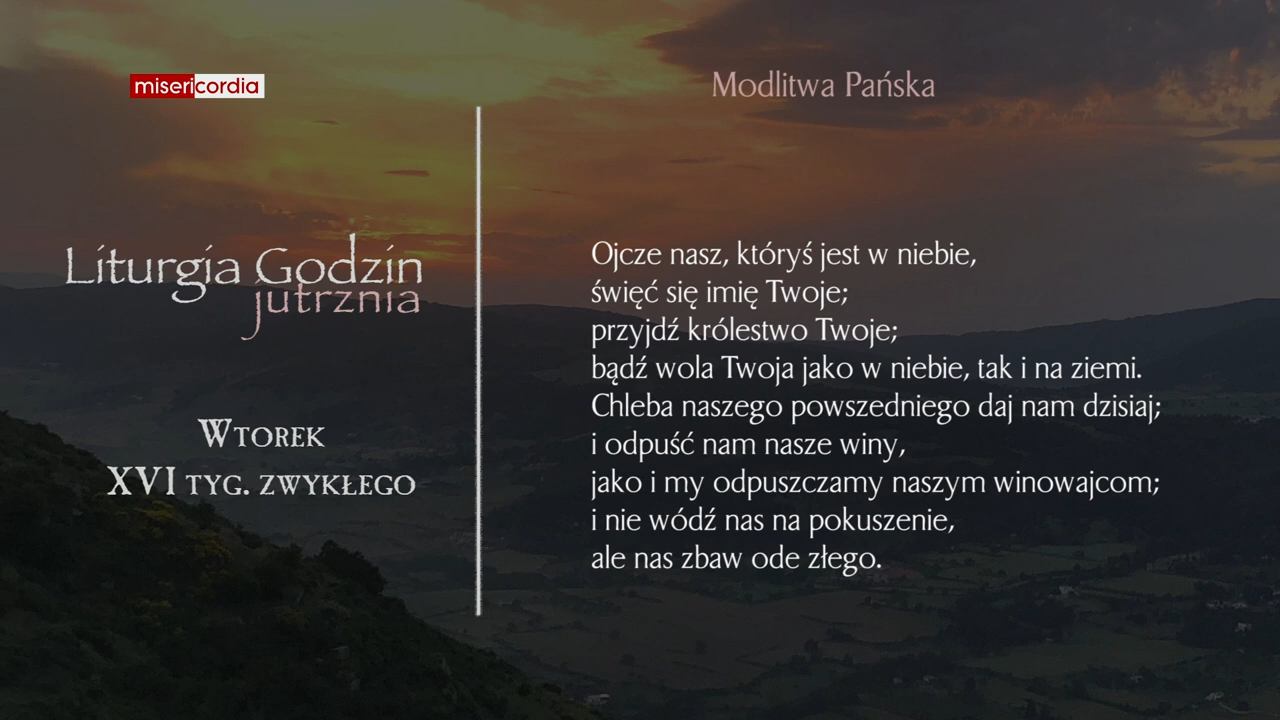 misericordia
Liturgia Godzin
jutrznia
Wtorek
XVI tyg. zwykłego
Modlitwa Pańska
Ojcze nasz, któryś jest w niebie,
święć się imię Twoje;
przyjdź królestwo Twoje;
bądź wola Twoja jako w niebie, tak i na ziemi.
Chleba naszego powszedniego daj nam dzisiaj;
i odpuść nam nasze winy,
jako i my odpuszczamy naszym winowajcom;
i nie wódź nas na pokuszenie,
ale nas zbaw ode złego.